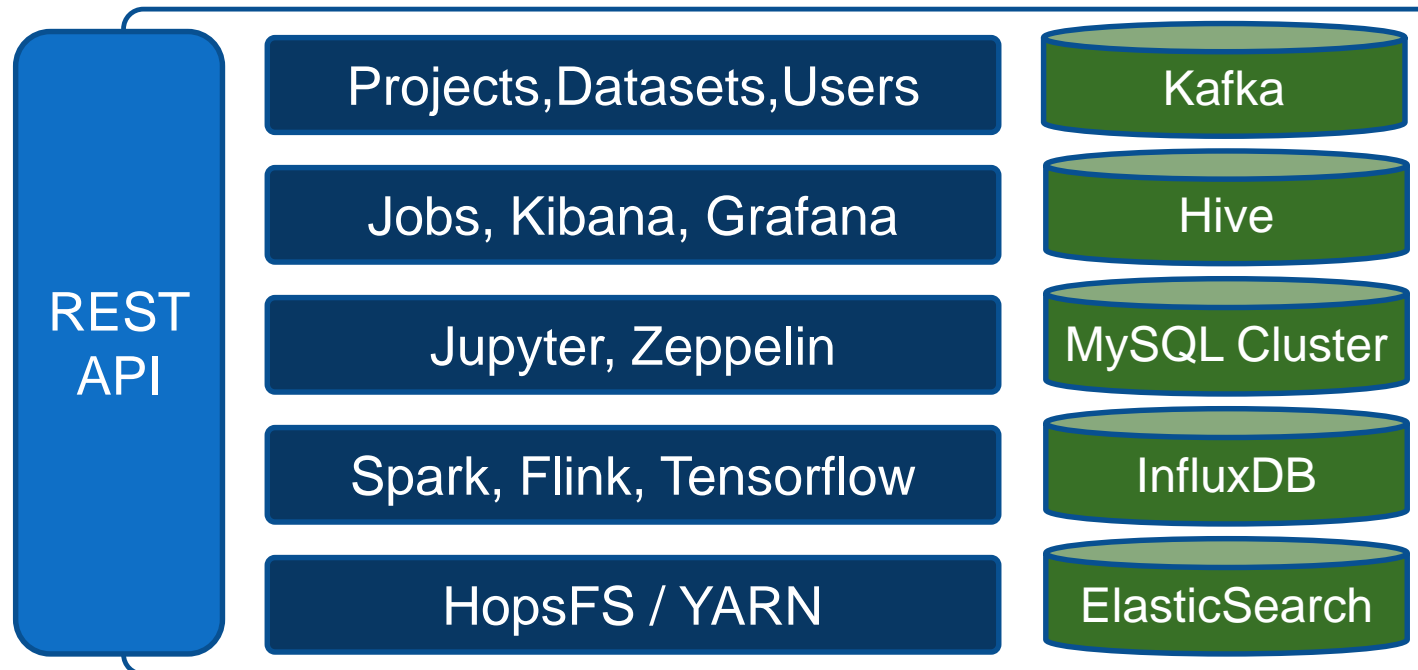 REST
API
Projects,Datasets,Users
Jobs, Kibana, Grafana
Jupyter, Zeppelin
Spark, Flink, Tensorflow
HopsFS / YARN
Kafka
Hive
MySQL Cluster
InfluxDB
ElasticSearch